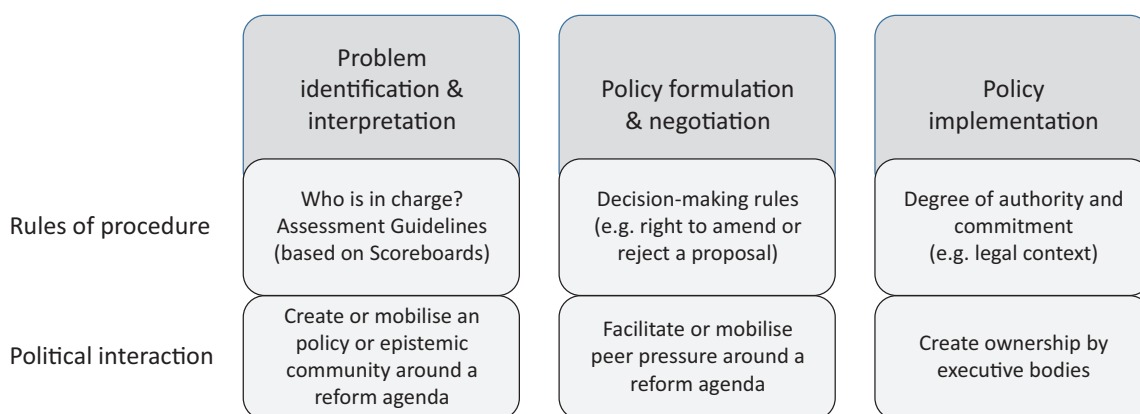 Problem
identification &
interpretation
Policy formulation
& negotiation
Policy
implementation
Rules of procedure
Who is in charge?
Assessment Guidelines
(based on Scoreboards)
Decision-making rules
(e.g. right to amend or
reject a proposal)
Degree of authority and
commitment
(e.g. legal context)
Political interaction
Create or mobilise an
policy or epistemic
community around a
reform agenda
Facilitate or mobilise
peer pressure around a
reform agenda
Create ownership by
executive bodies